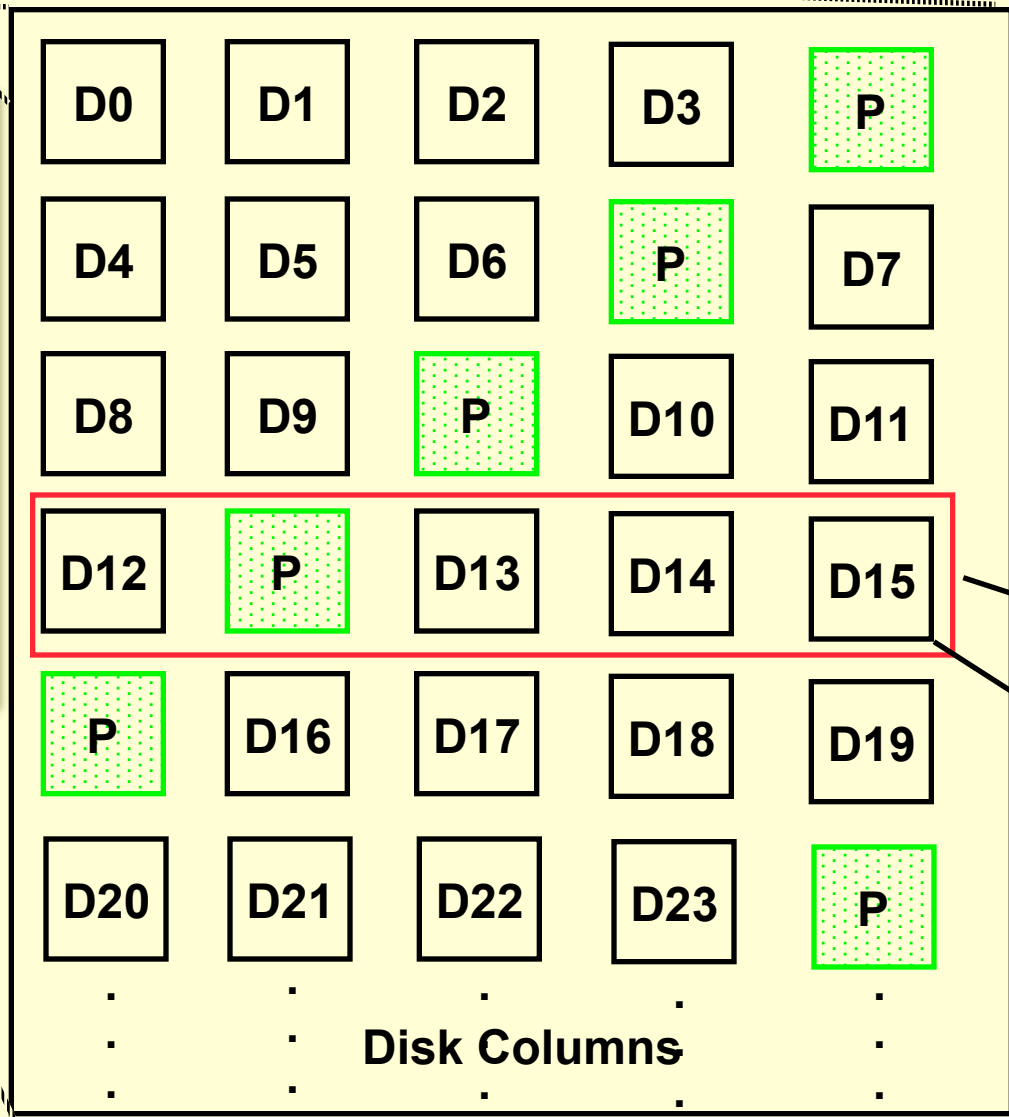 D0 D1 D2 D3 P
D4 D5 D6 P D7
D8 D9 P D10 D11
D12 P D13 D14 D15
P D16 D17 D18 D19
D20 D21 D22 D23 P
Disk Columns